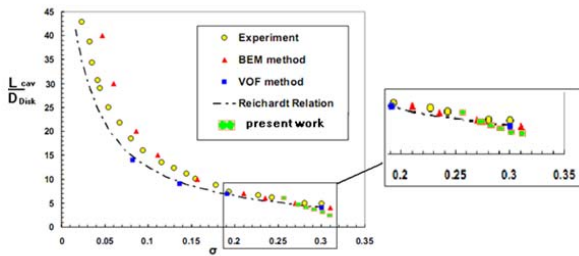 45
40
35
30
25
20
15
10
5
0
L cav
D Disk
Experiment
BEM method
VOF method
Reichardt Relation
present work
0 0.05 0.1 0.15 0.2 0.25 0.3 0.35
σ
0.2 0.25 0.3 0.35